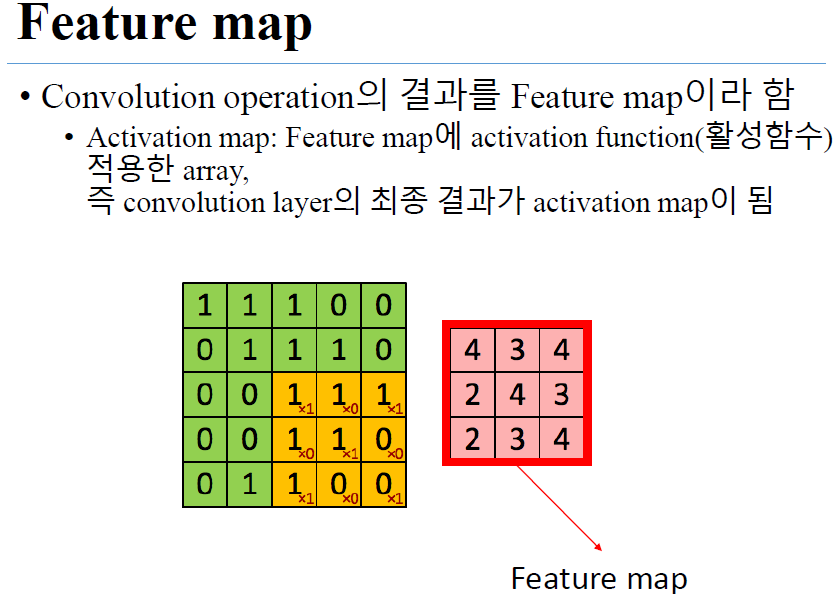 Feature map
• Convolution operation의 결과를 Feature map이라 함
• Activation map: Feature map에 activation function(활성함수)
적용한 array,
즉 convolution layer의 최종 결과가 activation map이 됨
1 1 1 0 0
0 1 1 1 0
0 0 1×1 1×0 1×1
0 0 1×0 1×1 0×0
0 1 1×1 0×0 0×1
4 3 4
2 4 3
2 3 4
Feature map